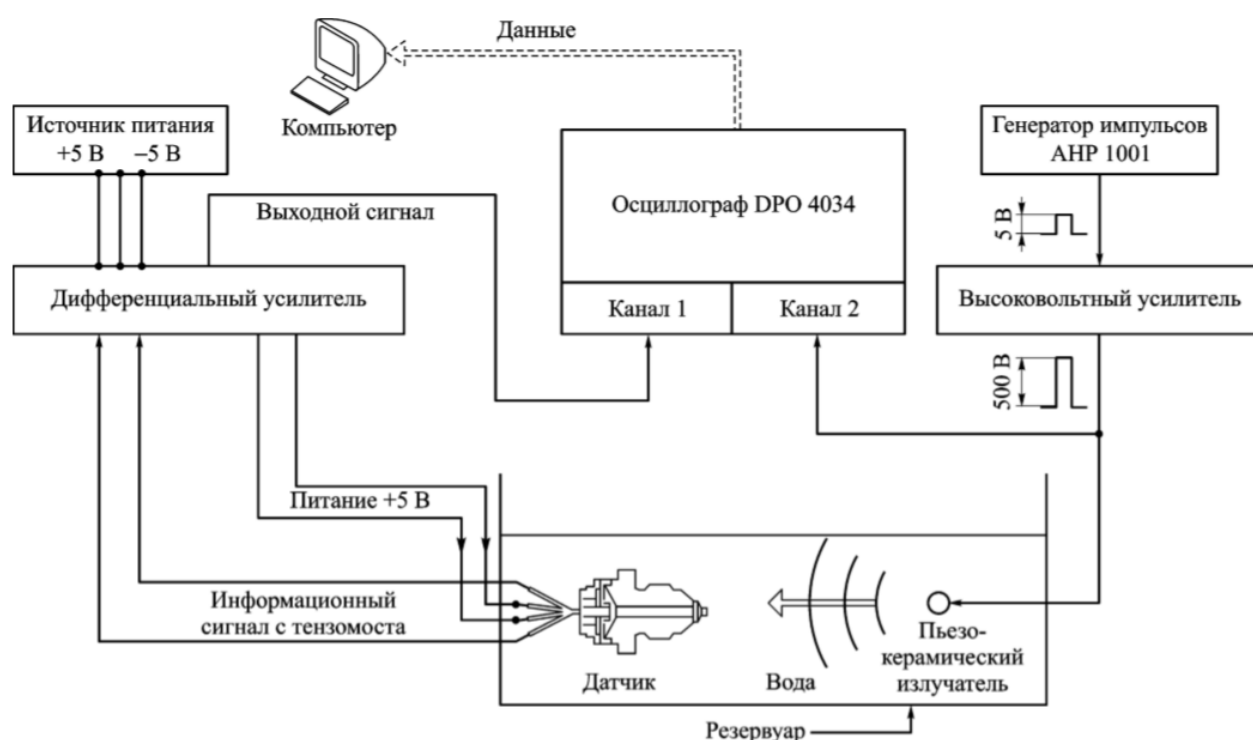 Данные
Компьютер
Источник питания
+5 В −5 В
Генератор импульсов
АНР 1001
Выходной сигнал
Осциллограф DPO 4034
5 В
Дифференциальный усилитель
Канал 1
Канал 2
Высоковольтный усилитель
500 В
Питание +5 В
Информационный
сигнал с тензомоста
Датчик
Вода
Пьезо-
керамический
излучатель
Резервуар